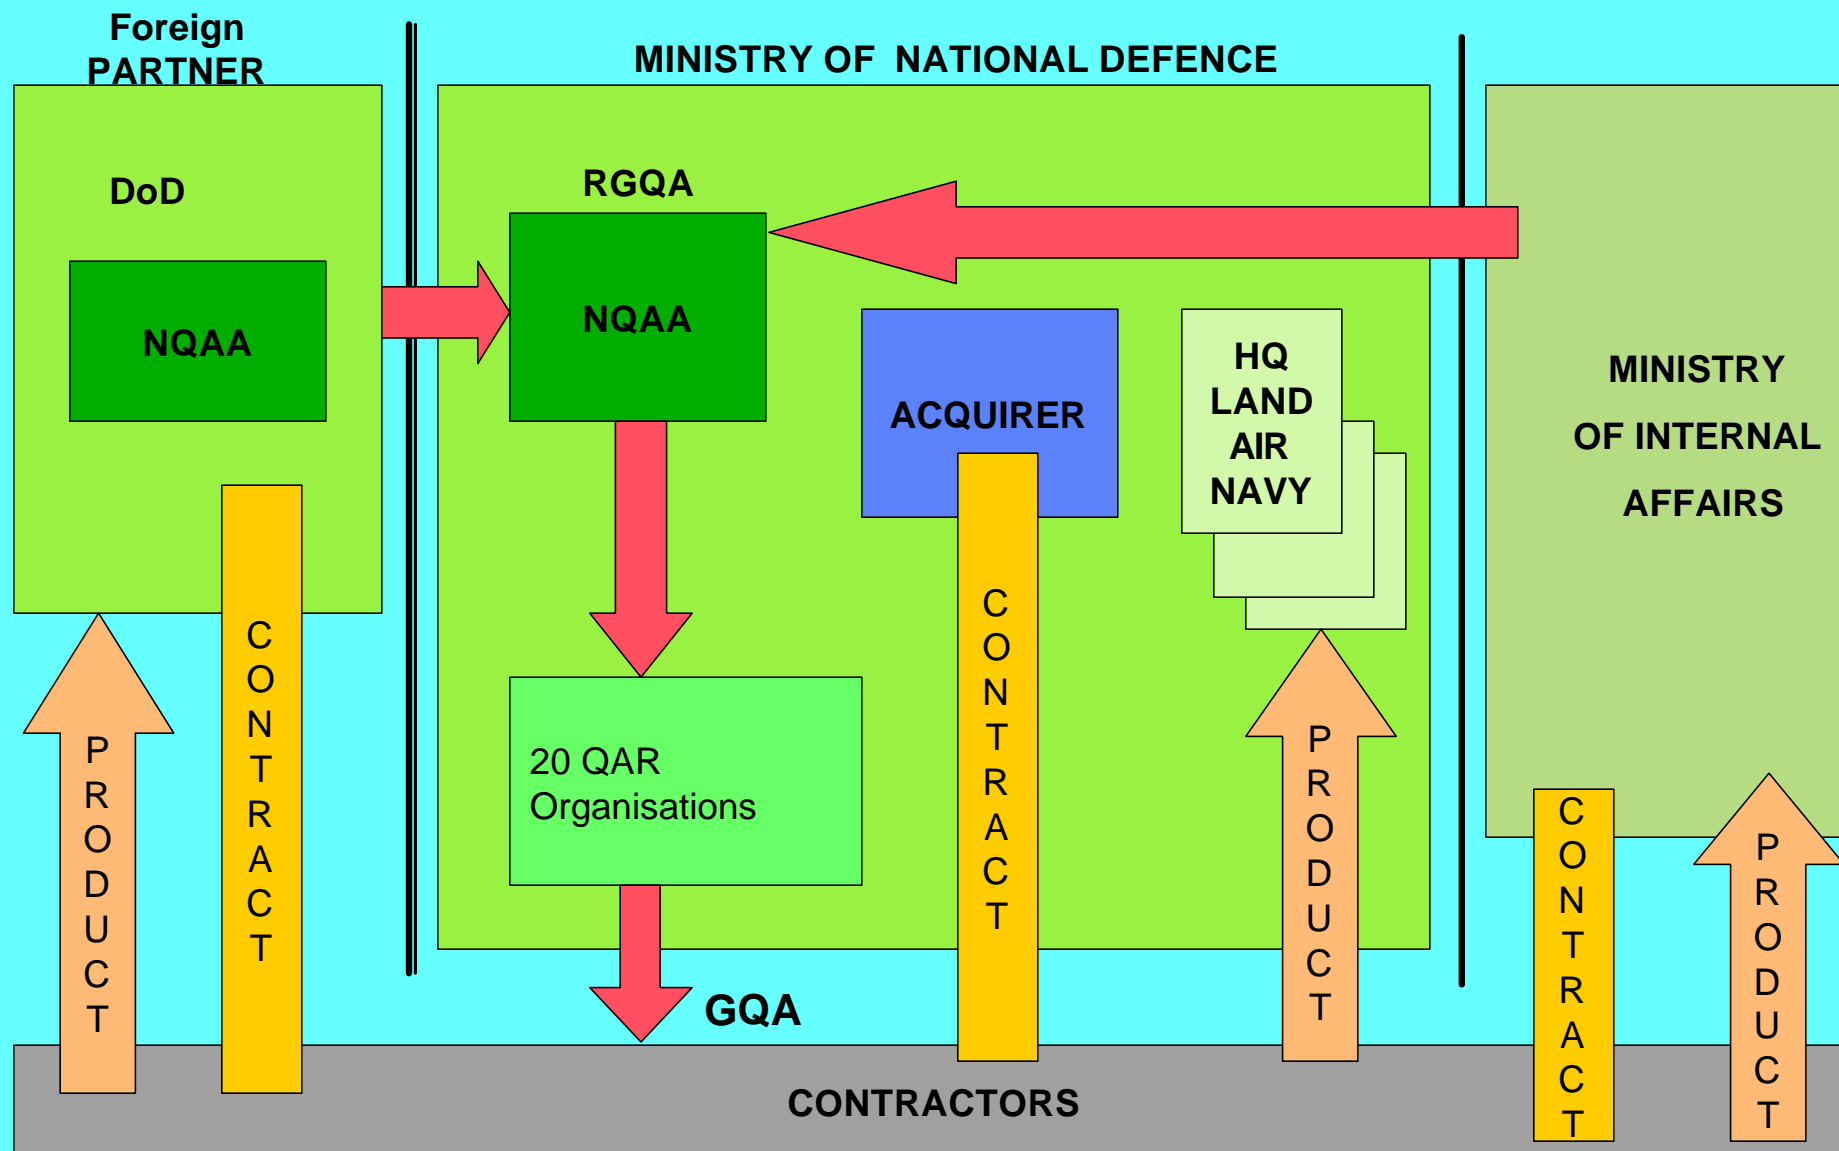 Foreign
PARTNER
MINISTRY OF NATIONAL DEFENCE
DoD
NQAA
RGQA
NQAA
ACQUIRER
HQ
LAND
AIR
NAVY
MINISTRY
OF INTERNAL
AFFAIRS
20 QAR
Organisations
PRODUCT
CONTRACT
CONTRACT
PRODUCT
CONTRACT
PRODUCT
GQA
CONTRACTORS